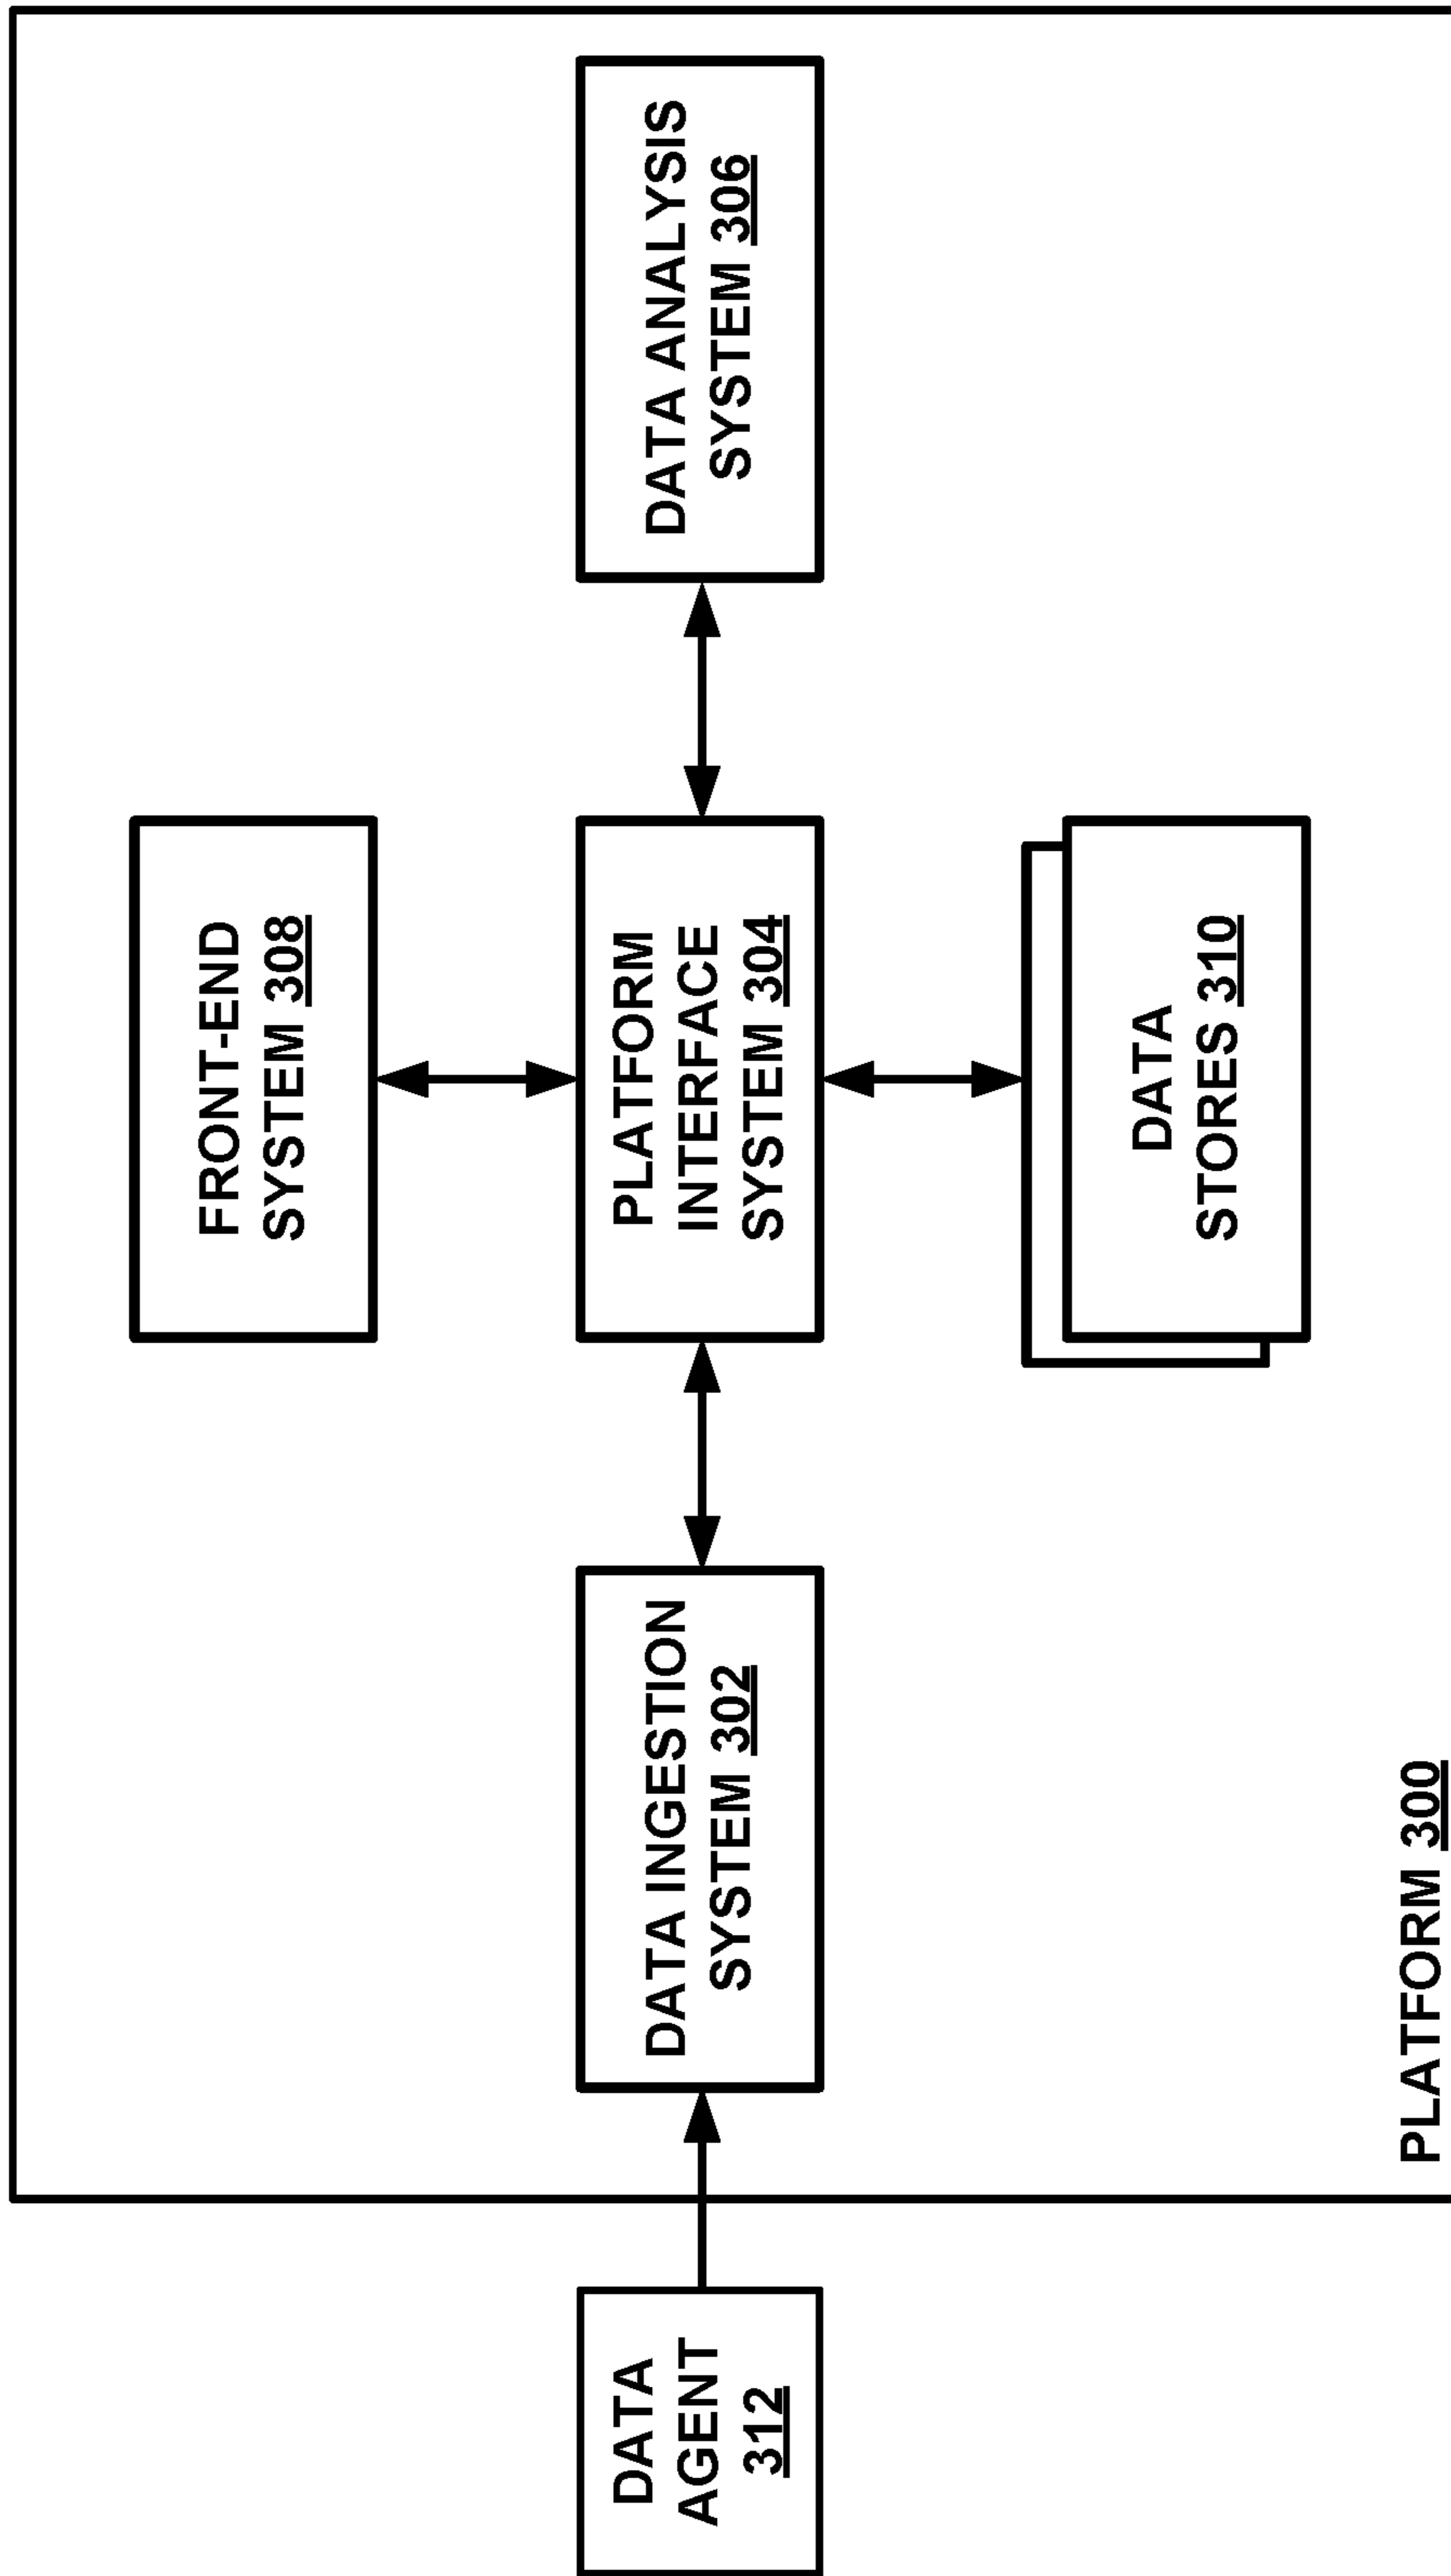 FRONT-END
SYSTEM 308
DATA
AGENT
312
DATA INGESTION
SYSTEM 302
PLATFORM
INTERFACE
SYSTEM 304
DATA ANALYSIS
SYSTEM 306
DATA
STORES 310
PLATFORM 300